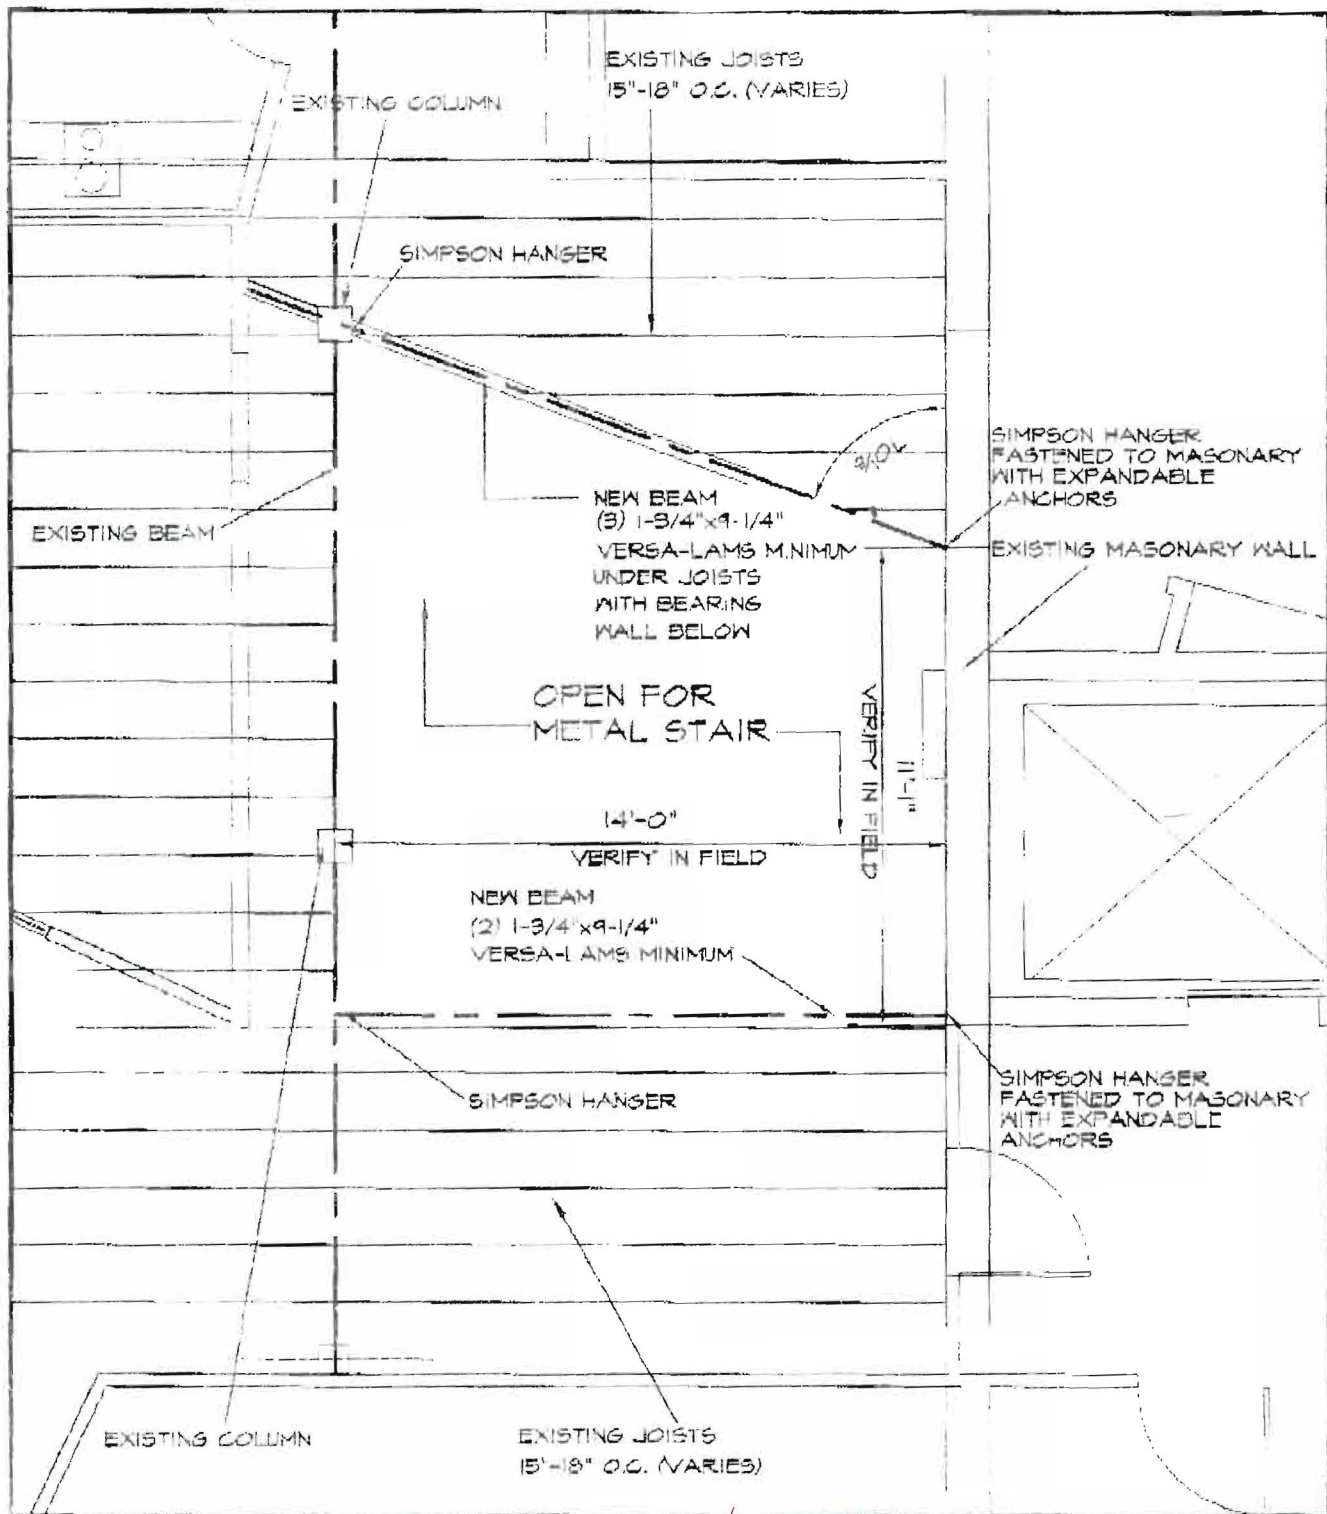 EXISTING JOISTS
15"-18" O.C. (VARIES)
EXISTING COLUMN
SIMPSON HANGER
SIMPSON HANGER
FASTENED TO MASONARY
WITH EXPANDABLE
ANCHORS
EXISTING BEAM
NEW BEAM
(3) 1-3/4"x9-1/4"
VERSA-LAMS MINIMUM
UNDER JOISTS
WITH BEARING
WALL BELOW
EXISTING MASONARY WALL
OPEN FOR
METAL STAIR
VERIFY IN FIELD
11'-1"
14'-0"
VERIFY IN FIELD
NEW BEAM
(2) 1-3/4"x9-1/4"
VERSA-LAMS MINIMUM
SIMPSON HANGER
SIMPSON HANGER
FASTENED TO MASONARY
WITH EXPANDABLE
ANCHORS
EXISTING COLUMN
EXISTING JOISTS
15"-18" O.C. (VARIES)